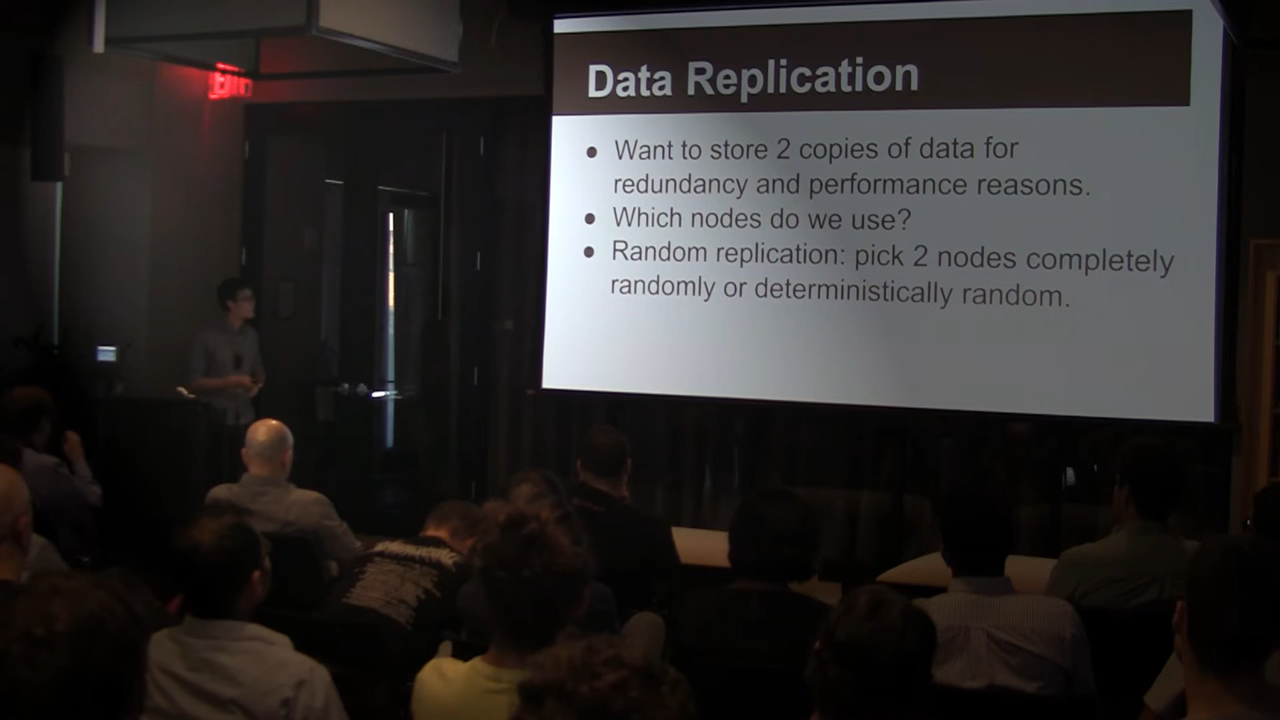 Data Replication
● Want to store 2 copies of data for
redundancy and performance reasons.
● Which nodes do we use?
● Random replication: pick 2 nodes completely
randomly or deterministically random.